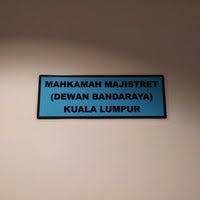 MAHKAMAH MAJISTRET
(DEWAN BANDARAYA)
KUALA LUMPUR